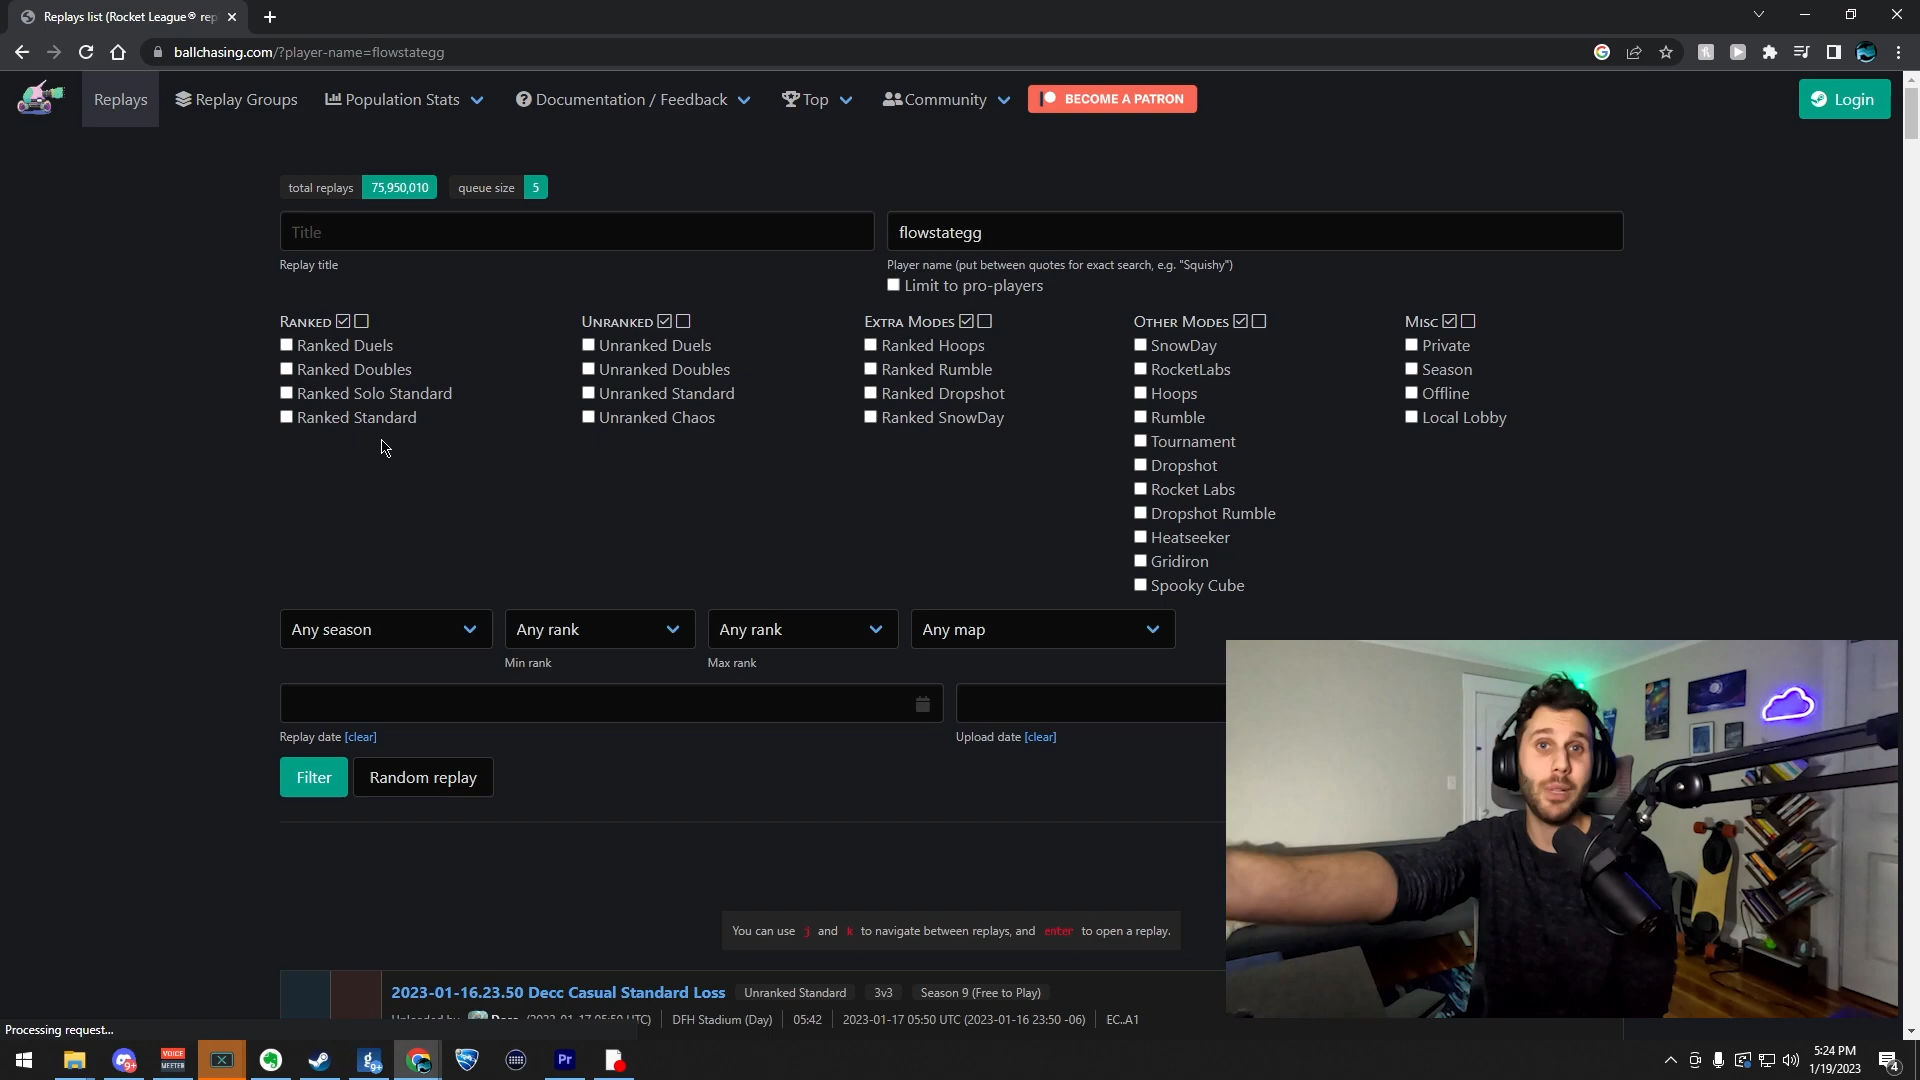 Replays list (Rocket League® rep
ballchasing.com/?player-name=flowstategg
Replays
Replay Groups
Population Stats
Documentation / Feedback
Top
Community
BECOME A PATRON
Login
total replays 75,950,010 queue size 5
Title
flowstategg
Replay title
Player name (put between quotes for exact search, e.g. "Squishy")
Limit to pro-players
RANKED
Ranked Duels
Ranked Doubles
Ranked Solo Standard
Ranked Standard
UNRANKED
Unranked Duels
Unranked Doubles
Unranked Standard
Unranked Chaos
EXTRA MODES
Ranked Hoops
Ranked Rumble
Ranked Dropshot
Ranked SnowDay
OTHER MODES
SnowDay
RocketLabs
Hoops
Rumble
Tournament
Dropshot
Rocket Labs
Dropshot Rumble
Heatseeker
Gridiron
Spooky Cube
MISC
Private
Season
Offline
Local Lobby
Any season
Any rank
Any rank
Any map
Min rank
Max rank
Replay date [clear]
Upload date [clear]
Filter
Random replay
You can use j and k to navigate between replays, and enter to open a replay.
2023-01-16.23.50 Decc Casual Standard Loss Unranked Standard 3v3 Season 9 (Free to Play)
DFH Stadium (Day) 05:42 2023-01-17 05:50 UTC (2023-01-16 23:50 -06) EC..A1
Processing request...
VOICE
MEETER
g
9+
Pr
5:24 PM
1/19/2023
4